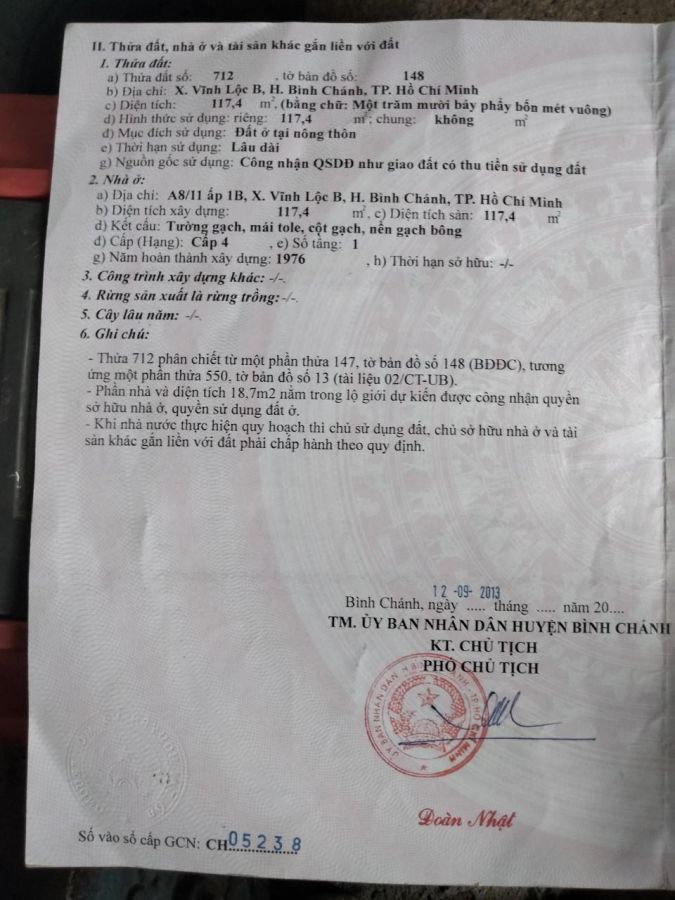 II. Thửa đất, nhà ở và tài sản khác gắn liền với đất
1. Thửa đất:
a) Thửa đất số: 712 , tờ bản đồ số: 148
b) Địa chỉ: X. Vĩnh Lộc B, H. Bình Chánh, TP. Hồ Chí Minh
c) Diện tích: 117,4 m², (bằng chữ: Một trăm mười bảy phẩy bốn mét vuông)
d) Hình thức sử dụng: riêng: 117,4 m²; chung: không m²
đ) Mục đích sử dụng: Đất ở tại nông thôn
e) Thời hạn sử dụng: Lâu dài
g) Nguồn gốc sử dụng: Công nhận QSDĐ như giao đất có thu tiền sử dụng đất
2. Nhà ở:
a) Địa chỉ: A8/11 ấp 1B, X. Vĩnh Lộc B, H. Bình Chánh, TP. Hồ Chí Minh
b) Diện tích xây dựng: 117,4 m², c) Diện tích sàn: 117,4 m²
d) Kết cấu: Tường gạch, mái tole, cột gạch, nền gạch bông
đ) Cấp (Hạng): Cấp 4 , e) Số tầng: 1
g) Năm hoàn thành xây dựng: 1976 , h) Thời hạn sở hữu: -/-
3. Công trình xây dựng khác: -/-.
4. Rừng sản xuất là rừng trồng:-/-.
5. Cây lâu năm: -/-.
6. Ghi chú:
- Thửa 712 phân chiết từ một phần thửa 147, tờ bản đồ số 148 (BĐĐC), tương
ứng một phần thửa 550, tờ bản đồ số 13 (tài liệu 02/CT-UB).
- Phần nhà và diện tích 18,7m2 nằm trong lộ giới dự kiến được công nhận quyền
sở hữu nhà ở, quyền sử dụng đất ở.
- Khi nhà nước thực hiện quy hoạch thì chủ sử dụng đất, chủ sở hữu nhà ở và tài
sản khác gắn liền với đất phải chấp hành theo quy định.
12 -09- 2013
Bình Chánh, ngày ..... tháng ..... năm 20....
TM. ỦY BAN NHÂN DÂN HUYỆN BÌNH CHÁNH
KT. CHỦ TỊCH
PHÓ CHỦ TỊCH
ỦY BAN NHÂN DÂN H BÌNH CHÁNH - TP HỒ CHÍ MINH
Đoàn Nhật
Số vào sổ cấp GCN: CH 05238